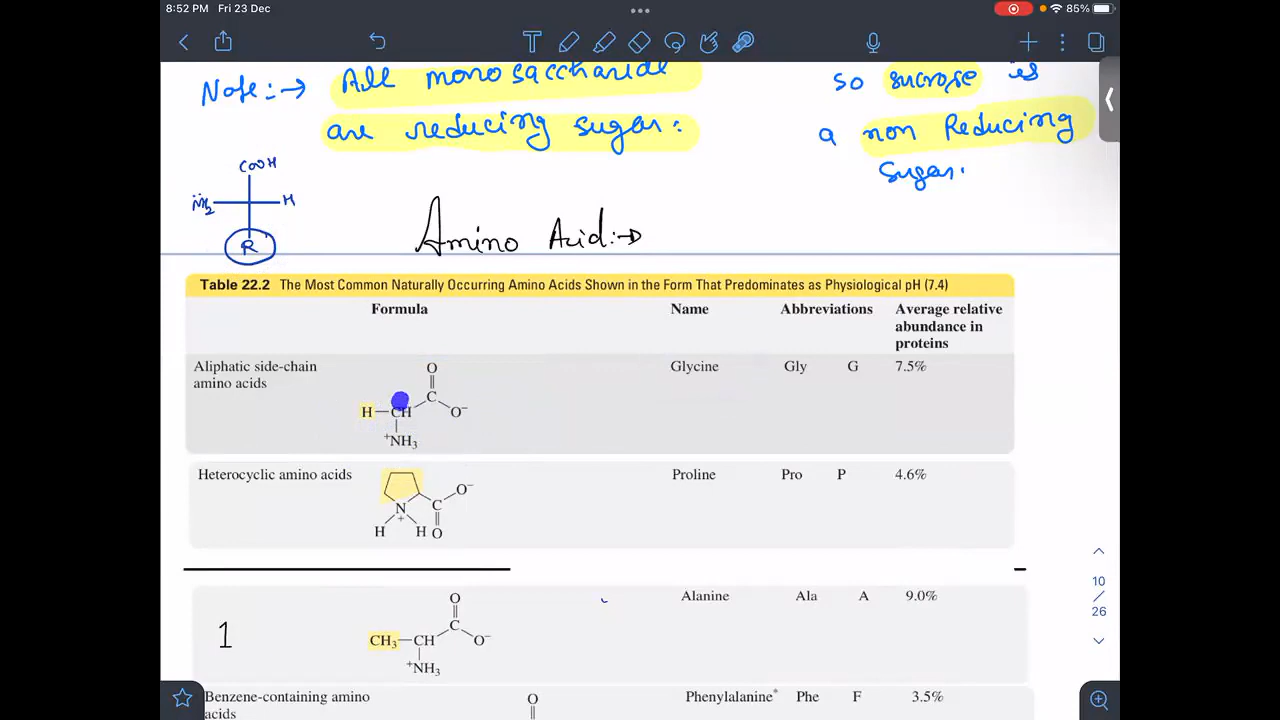 8:52 PM Fri 23 Dec
85%
Note:→ All monosaccharide
are reducing sugar.
so sucrose is
a non Reducing
sugar.
COOH
N̈H2 H
R
Amino Acid:→
Table 22.2 The Most Common Naturally Occurring Amino Acids Shown in the Form That Predominates as Physiological pH (7.4)
Formula Name Abbreviations Average relative
abundance in
proteins
Aliphatic side-chain
amino acids
Glycine Gly G 7.5%
O
C
H—CH O⁻
⁺NH3
Heterocyclic amino acids Proline Pro P 4.6%
O⁻
N C
+
H H O
Alanine Ala A 9.0%
1
O
C
CH3—CH O⁻
⁺NH3
Benzene-containing amino
acids
Phenylalanine* Phe F 3.5%
O
10
/
26